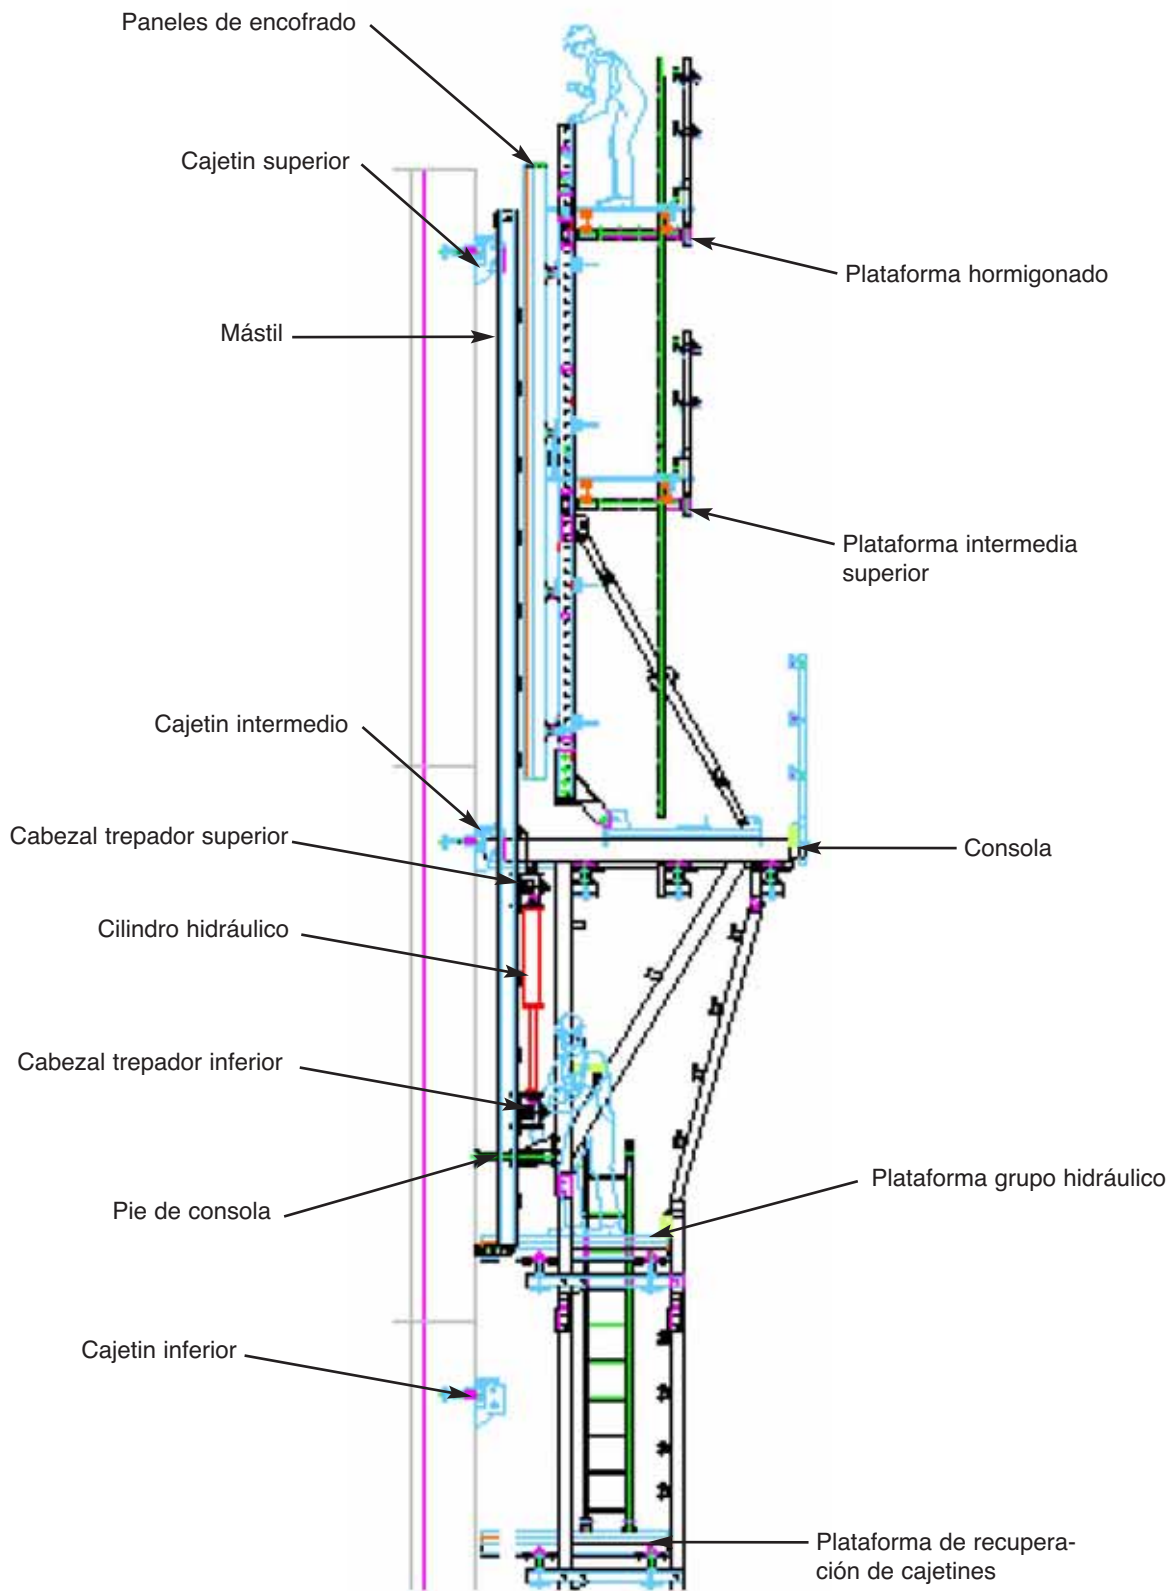 Paneles de encofrado
Cajetin superior
Plataforma hormigonado
Mástil
Plataforma intermedia
superior
Cajetin intermedio
Cabezal trepador superior
Consola
Cilindro hidráulico
Cabezal trepador inferior
Plataforma grupo hidráulico
Pie de consola
Cajetin inferior
Plataforma de recupera-
ción de cajetines